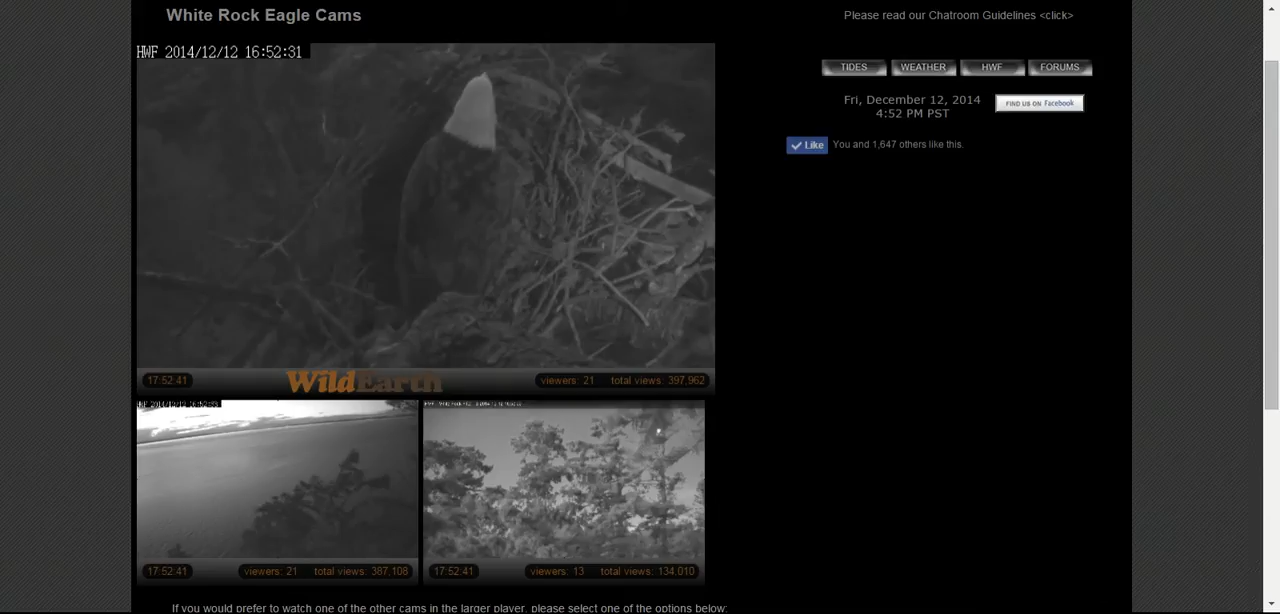 White Rock Eagle Cams
Please read our Chatroom Guidelines <click>
HWF 2014/12/12 16:52:31
TIDES WEATHER HWF FORUMS
Fri, December 12, 2014
4:52 PM PST
FIND US ON Facebook
Like You and 1,647 others like this.
17:52:41 WildEarth viewers: 21 total views: 397,962
17:52:41 viewers: 21 total views: 387,108
17:52:41 viewers: 13 total views: 134,010
If you would prefer to watch one of the other cams in the larger player, please select one of the options below: